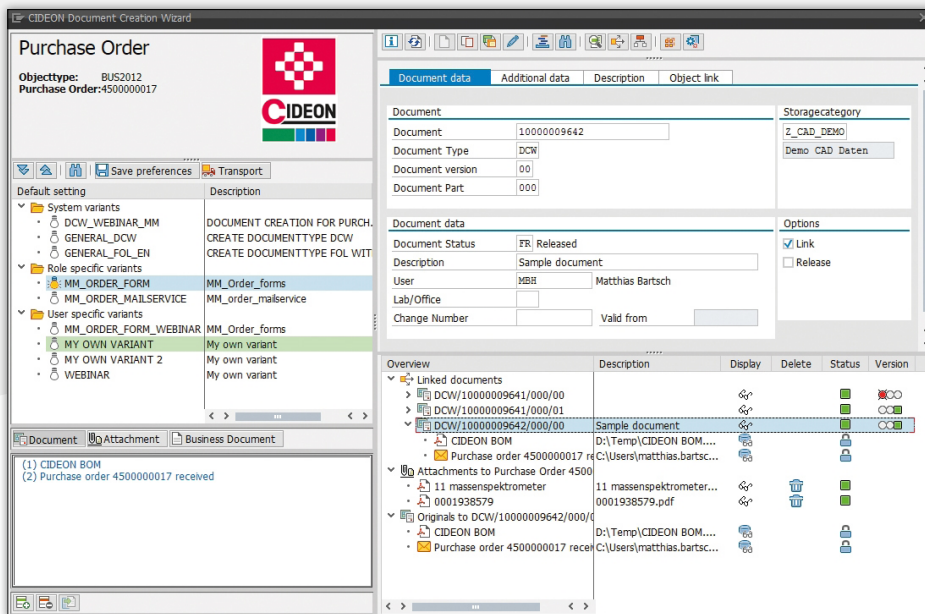 CIDEON Document Creation Wizard
Purchase Order
Objecttype: BUS2012
Purchase Order:4500000017
CIDEON
Save preferences Transport
Default setting Description
System variants
DCW_WEBINAR_MM DOCUMENT CREATION FOR PURCH.
GENERAL_DCW CREATE DOCUMENTTYPE DCW
GENERAL_FOL_EN CREATE DOCUMENTTYPE FOL WIT
Role specific variants
MM_ORDER_FORM MM_Order_forms
MM_ORDER_MAILSERVICE MM_order_mailservice
User specific variants
MM_ORDER_FORM_WEBINAR MM_Order_forms
MY OWN VARIANT My own variant
MY OWN VARIANT 2 My own variant
WEBINAR My own variant
Document Attachment Business Document
(1) CIDEON BOM
(2) Purchase order 4500000017 received
Document data Additional data Description Object link
Document
Document 10000009642
Document Type DCW
Document version 00
Document Part 000
Storagecategory
Z_CAD_DEMO
Demo CAD Daten
Document data
Document Status FR Released
Description Sample document
User MBH Matthias Bartsch
Lab/Office
Change Number Valid from
Options
Link
Release
Overview Description Display Delete Status Version
Linked documents
DCW/10000009641/000/00
DCW/10000009641/000/01
DCW/10000009642/000/00 Sample document
CIDEON BOM D:\Temp\CIDEON BOM....
Purchase order 4500000017 re C:\Users\matthias.bartsc...
Attachments to Purchase Order 4500
11 massenspektrometer 11 massenspektrometer...
0001938579 0001938579.pdf
Originals to DCW/10000009642/000/0
CIDEON BOM D:\Temp\CIDEON BOM....
Purchase order 4500000017 recei C:\Users\matthias.bartsc...